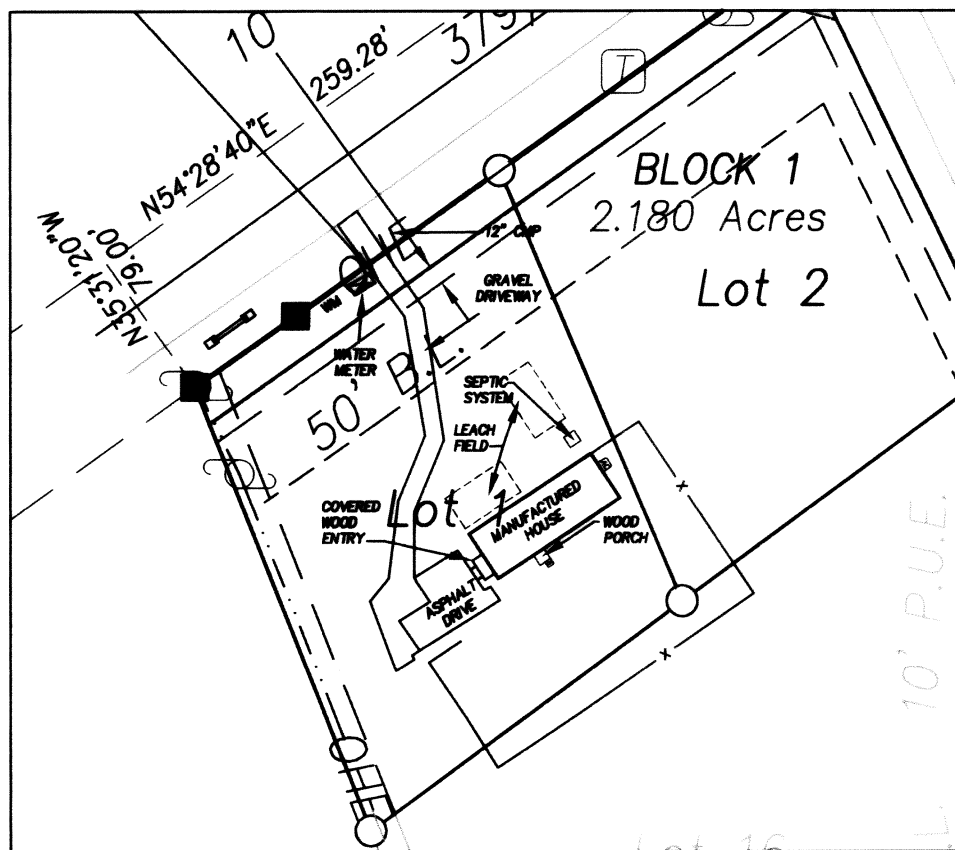 10
259.28'
379
N54°28'40"E
N35°31'20"W
79.00'
BLOCK 1
2.180 Acres
Lot 2
12" CMP
GRAVEL
DRIVEWAY
WM
WATER
METER
50' B.L.
SEPTIC
SYSTEM
LEACH
FIELD
COVERED
WOOD
ENTRY
Lot 1
MANUFACTURED
HOUSE
WOOD
PORCH
ASPHALT
DRIVE
x
x
10' P.U.E.
Lot 16